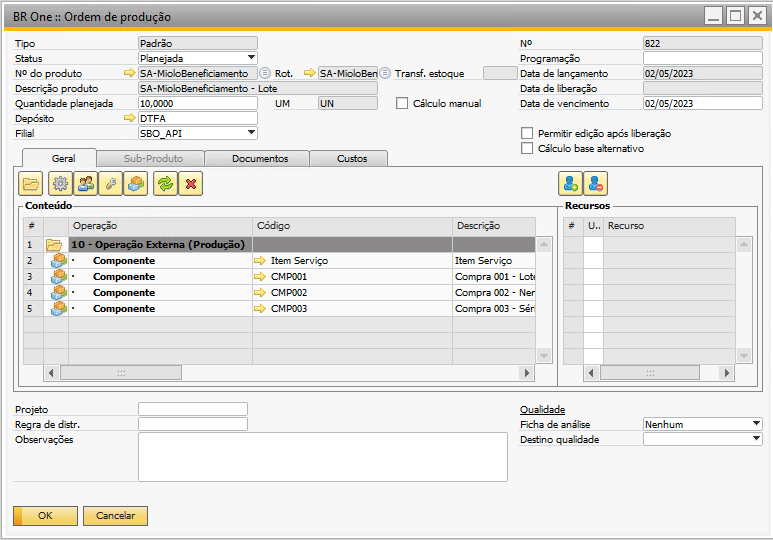 BR One :: Ordem de produção
Tipo Padrão Nº 822
Status Planejada Programação
Nº do produto SA-MioloBeneficiamento Rot. SA-MioloBen Transf. estoque Data de lançamento 02/05/2023
Descrição produto SA-MioloBeneficiamento - Lote Data de liberação
Quantidade planejada 10,0000 UM UN Cálculo manual Data de vencimento 02/05/2023
Depósito DTFA
Filial SBO_API Permitir edição após liberação
Cálculo base alternativo
Geral Sub-Produto Documentos Custos
Conteúdo Recursos
# Operação Código Descrição # U.. Recurso
1 10 - Operação Externa (Produção)
2 · Componente Item Serviço Item Serviço
3 · Componente CMP001 Compra 001 - Lote
4 · Componente CMP002 Compra 002 - Ner
5 · Componente CMP003 Compra 003 - Séri
Projeto Qualidade
Regra de distr. Ficha de análise Nenhum
Observações Destino qualidade
OK Cancelar